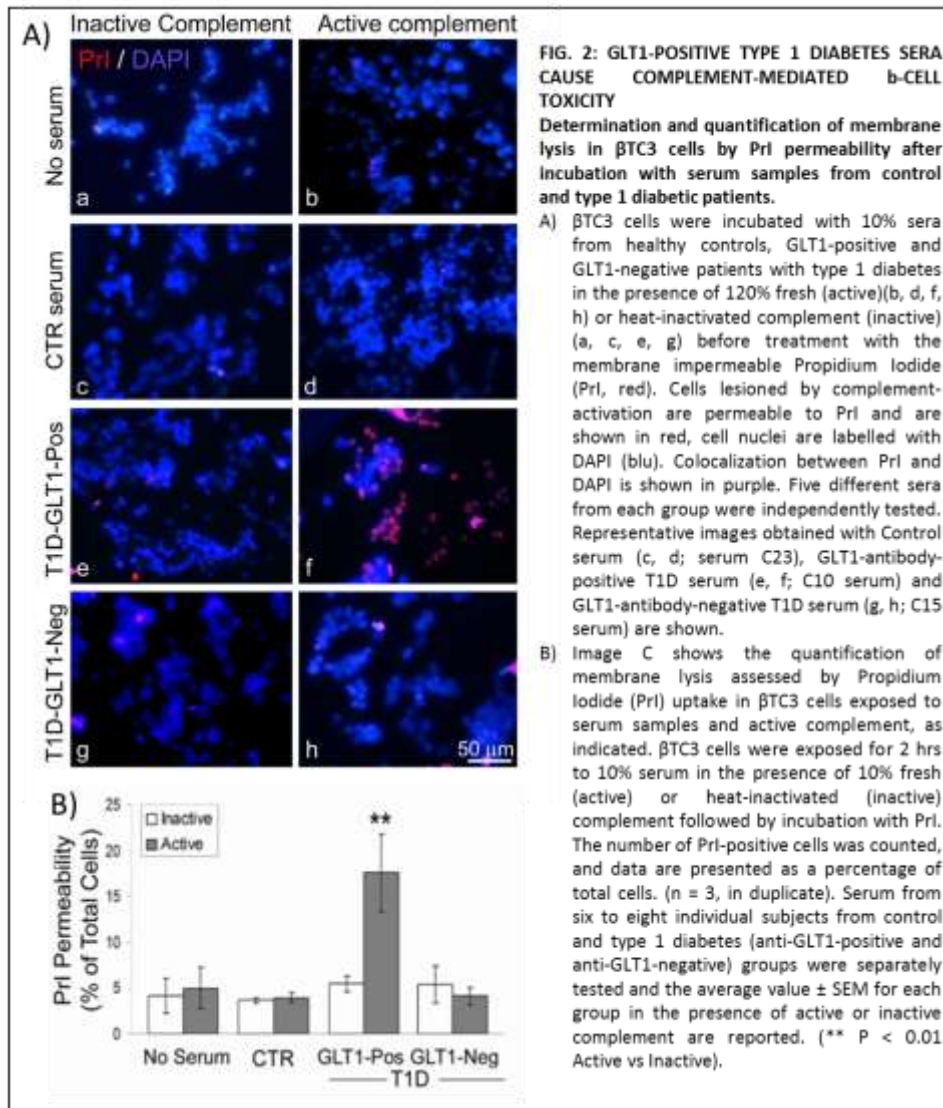 A)
Inactive Complement
Active complement
PrI / DAPI
No serum
a
b
CTR serum
c
d
T1D-GLT1-Pos
e
f
T1D-GLT1-Neg
g
h
50 μm
B)
25
20
15
10
5
0
PrI Permeability
(% of Total Cells)
Inactive
Active
**
No Serum
CTR
GLT1-Pos
GLT1-Neg
T1D
FIG. 2: GLT1-POSITIVE TYPE 1 DIABETES SERA
CAUSE COMPLEMENT-MEDIATED b-CELL
TOXICITY
Determination and quantification of membrane
lysis in βTC3 cells by PrI permeability after
incubation with serum samples from control
and type 1 diabetic patients.
A) βTC3 cells were incubated with 10% sera
from healthy controls, GLT1-positive and
GLT1-negative patients with type 1 diabetes
in the presence of 120% fresh (active)(b, d, f,
h) or heat-inactivated complement (inactive)
(a, c, e, g) before treatment with the
membrane impermeable Propidium Iodide
(PrI, red). Cells lesioned by complement-
activation are permeable to PrI and are
shown in red, cell nuclei are labelled with
DAPI (blu). Colocalization between PrI and
DAPI is shown in purple. Five different sera
from each group were independently tested.
Representative images obtained with Control
serum (c, d; serum C23), GLT1-antibody-
positive T1D serum (e, f; C10 serum) and
GLT1-antibody-negative T1D serum (g, h; C15
serum) are shown.
B) Image C shows the quantification of
membrane lysis assessed by Propidium
Iodide (PrI) uptake in βTC3 cells exposed to
serum samples and active complement, as
indicated. βTC3 cells were exposed for 2 hrs
to 10% serum in the presence of 10% fresh
(active) or heat-inactivated (inactive)
complement followed by incubation with PrI.
The number of PrI-positive cells was counted,
and data are presented as a percentage of
total cells. (n = 3, in duplicate). Serum from
six to eight individual subjects from control
and type 1 diabetes (anti-GLT1-positive and
anti-GLT1-negative) groups were separately
tested and the average value ± SEM for each
group in the presence of active or inactive
complement are reported. (** P < 0.01
Active vs Inactive).